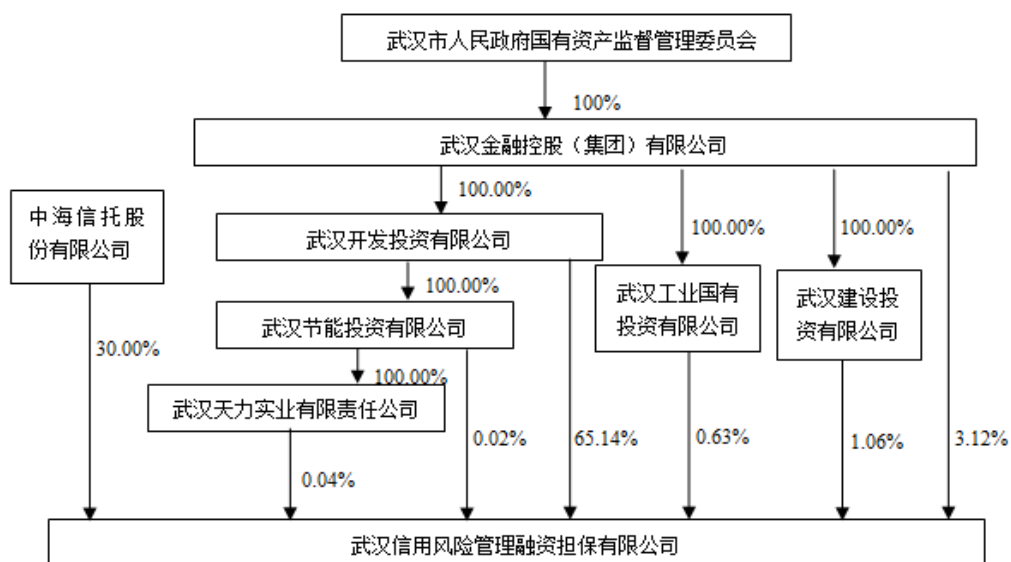 武汉市人民政府国有资产监督管理委员会
100%
武汉金融控股（集团）有限公司
中海信托股
份有限公司
100.00%
武汉开发投资有限公司
100.00%
100.00%
100.00%
武汉工业国有
投资有限公司
武汉建设投
资有限公司
武汉节能投资有限公司
30.00%
100.00%
武汉天力实业有限责任公司
0.04%
0.02%
65.14%
0.63%
1.06%
3.12%
武汉信用风险管理融资担保有限公司